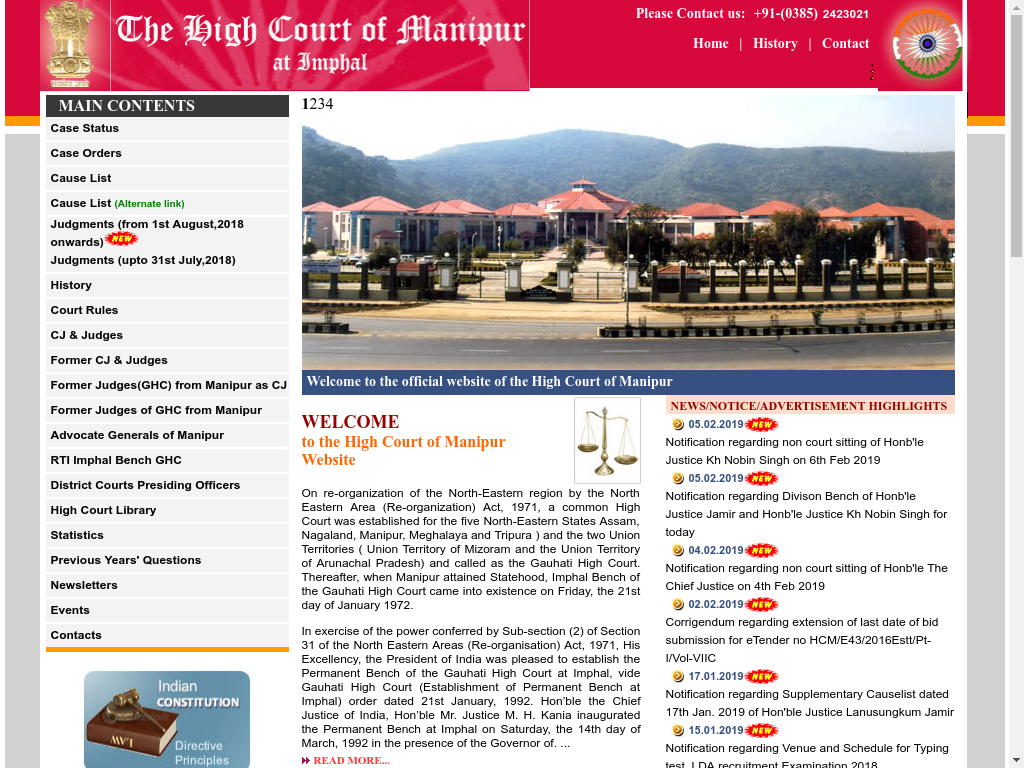 The High Court of Manipur
at Imphal
Please Contact us: +91-(0385) 2423021
Home | History | Contact
MAIN CONTENTS
Case Status
Case Orders
Cause List
Cause List (Alternate link)
Judgments (from 1st August,2018
onwards) NEW
Judgments (upto 31st July,2018)
History
Court Rules
CJ & Judges
Former CJ & Judges
Former Judges(GHC) from Manipur as CJ
Former Judges of GHC from Manipur
Advocate Generals of Manipur
RTI Imphal Bench GHC
District Courts Presiding Officers
High Court Library
Statistics
Previous Years' Questions
Newsletters
Events
Contacts
Indian
CONSTITUTION
LAW
Directive
Principles
1234
Welcome to the official website of the High Court of Manipur
WELCOME
to the High Court of Manipur
Website
On re-organization of the North-Eastern region by the North
Eastern Area (Re-organization) Act, 1971, a common High
Court was established for the five North-Eastern States Assam,
Nagaland, Manipur, Meghalaya and Tripura ) and the two Union
Territories ( Union Territory of Mizoram and the Union Territory
of Arunachal Pradesh) and called as the Gauhati High Court.
Thereafter, when Manipur attained Statehood, Imphal Bench of
the Gauhati High Court came into existence on Friday, the 21st
day of January 1972.
In exercise of the power conferred by Sub-section (2) of Section
31 of the North Eastern Areas (Re-organisation) Act, 1971, His
Excellency, the President of India was pleased to establish the
Permanent Bench of the Gauhati High Court at Imphal, vide
Gauhati High Court (Establishment of Permanent Bench at
Imphal) order dated 21st January, 1992. Hon'ble the Chief
Justice of India, Hon'ble Mr. Justice M. H. Kania inaugurated
the Permanent Bench at Imphal on Saturday, the 14th day of
March, 1992 in the presence of the Governor of. ...
READ MORE...
NEWS/NOTICE/ADVERTISEMENT HIGHLIGHTS
05.02.2019 NEW
Notification regarding non court sitting of Honb'le
Justice Kh Nobin Singh on 6th Feb 2019
05.02.2019 NEW
Notification regarding Divison Bench of Honb'le
Justice Jamir and Honb'le Justice Kh Nobin Singh for
today
04.02.2019 NEW
Notification regarding non court sitting of Honb'le The
Chief Justice on 4th Feb 2019
02.02.2019 NEW
Corrigendum regarding extension of last date of bid
submission for eTender no HCM/E43/2016Estt/Pt-
I/Vol-VIIC
17.01.2019 NEW
Notification regarding Supplementary Causelist dated
17th Jan. 2019 of Hon'ble Justice Lanusungkum Jamir
15.01.2019 NEW
Notification regarding Venue and Schedule for Typing
test, LDA recruitment Examination 2018